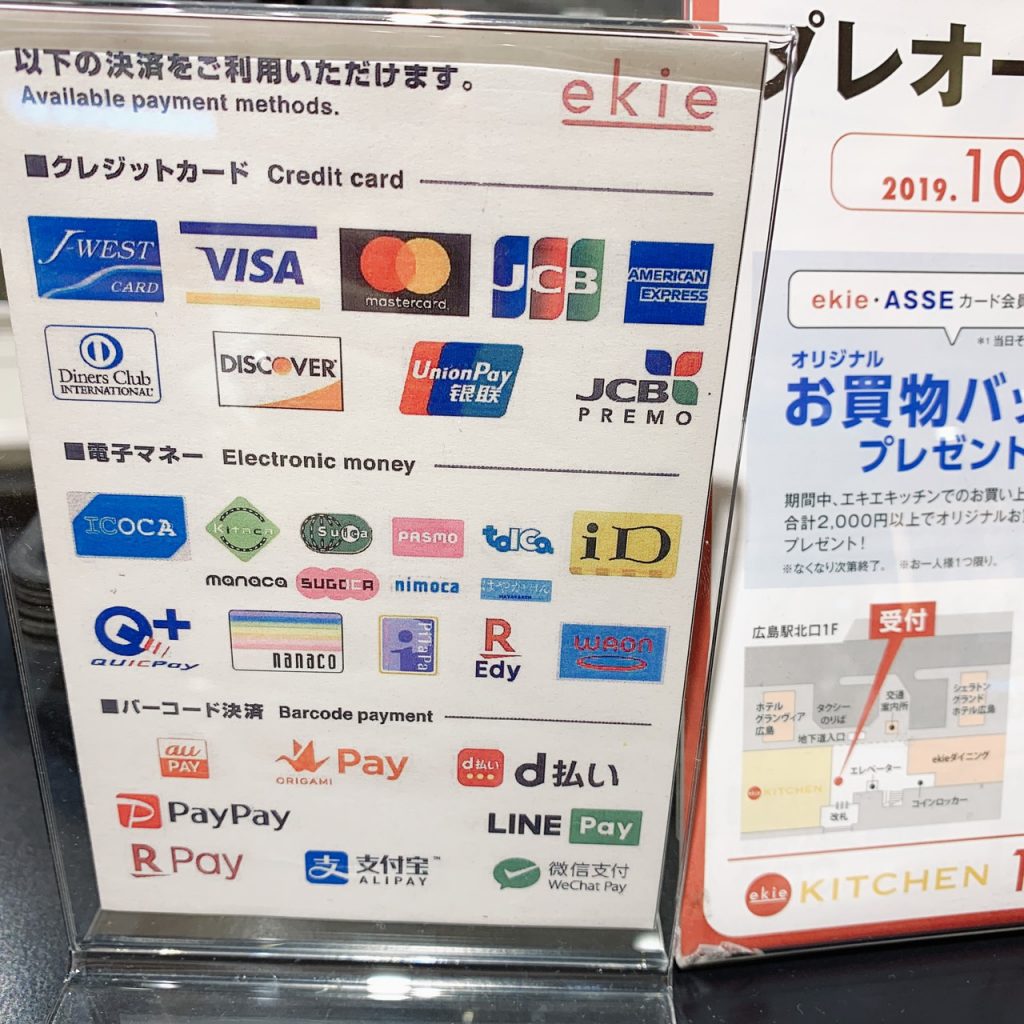 以下の決済をご利用いただけます。
Available payment methods.
ekie
■クレジットカード Credit card
J-WEST CARD
VISA
mastercard.
JCB
AMERICAN EXPRESS
Diners Club INTERNATIONAL
DISCOVER
UnionPay 银联
JCB PREMO
■電子マネー Electronic money
ICOCA
Kitaca
Suica
PASMO
toICa
iD
manaca
SUGOCA
nimoca
はやかけん
QUICPay
nanaco
PiTaPa
R Edy
WAON
■バーコード決済 Barcode payment
au PAY
ORIGAMI Pay
d払い d払い
PayPay
LINE Pay
R Pay
支 支付宝™ ALIPAY
微信支付 WeChat Pay
プレオー
2019.10
ekie・ASSE カード会員
*1 当日そ
オリジナル
お買物バッ
プレゼント
期間中、エキエキッチンでのお買い上
合計2,000円以上でオリジナルお
プレゼント!
※なくなり次第終了。 ※お一人様1つ限り。
広島駅北口1F
受付
ホテル
グランヴィア
広島
タクシー
のりば
交通
案内所
シェラトン
グランド
ホテル広島
地下道入口
エレベーター
ekieダイニング
ekie KITCHEN
改札
コインロッカー
ekie KITCHEN